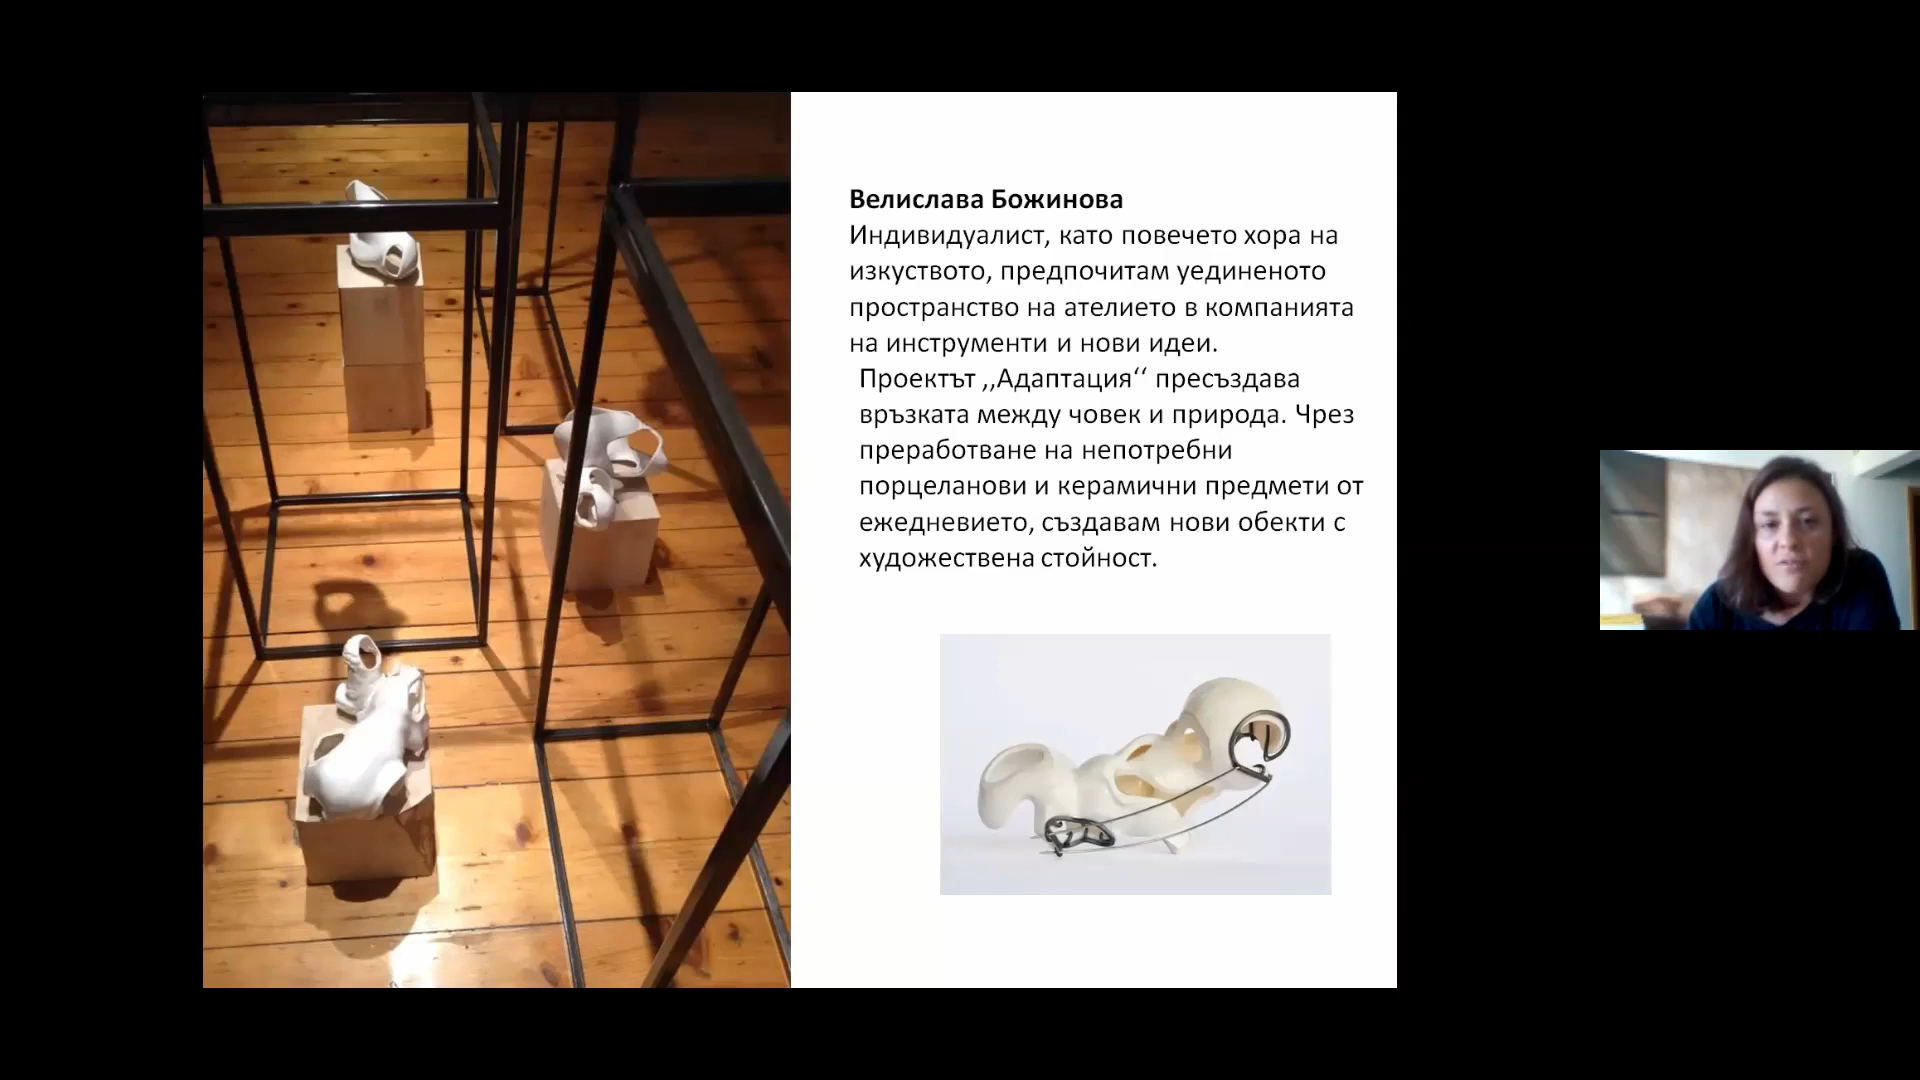 Велислава Божинова
Индивидуалист, като повечето хора на
изкуството, предпочитам уединеното
пространство на ателието в компанията
на инструменти и нови идеи.
Проектът ,,Адаптация‘‘ пресъздава
връзката между човек и природа. Чрез
преработване на непотребни
порцеланови и керамични предмети от
ежедневието, създавам нови обекти с
художествена стойност.